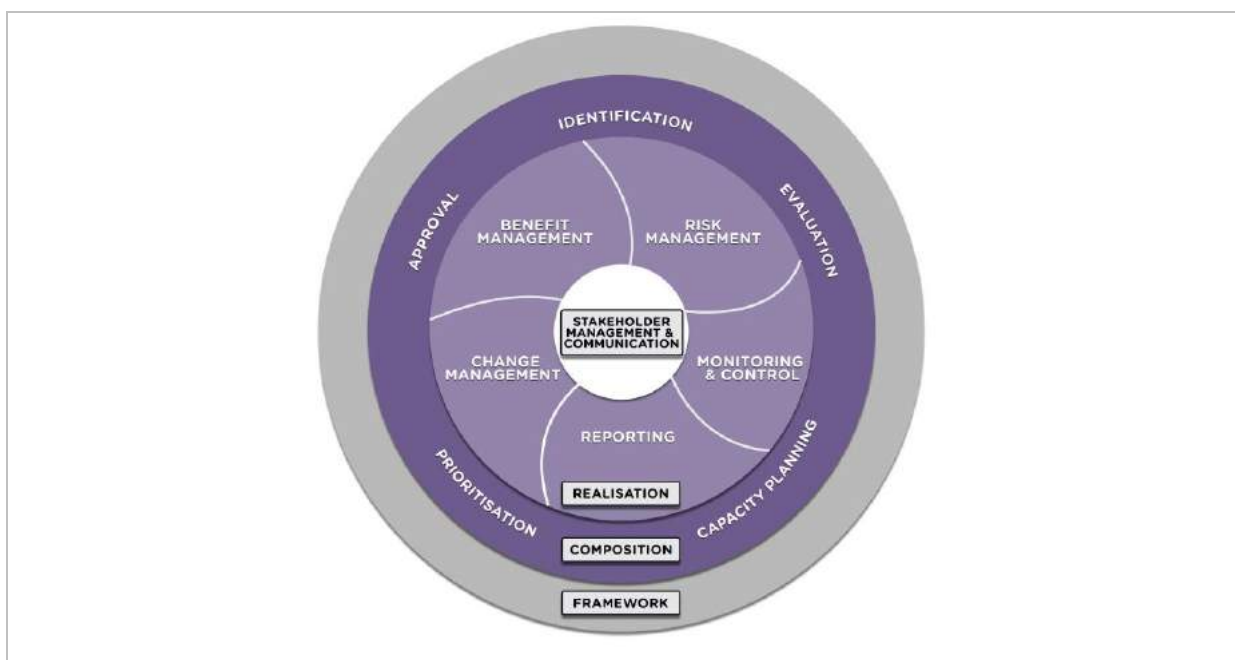 IDENTIFICATION
EVALUATION
CAPACITY PLANNING
PRIORITISATION
APPROVAL
BENEFIT
MANAGEMENT
RISK
MANAGEMENT
STAKEHOLDER
MANAGEMENT &
COMMUNICATION
CHANGE
MANAGEMENT
MONITORING
& CONTROL
REPORTING
REALISATION
COMPOSITION
FRAMEWORK